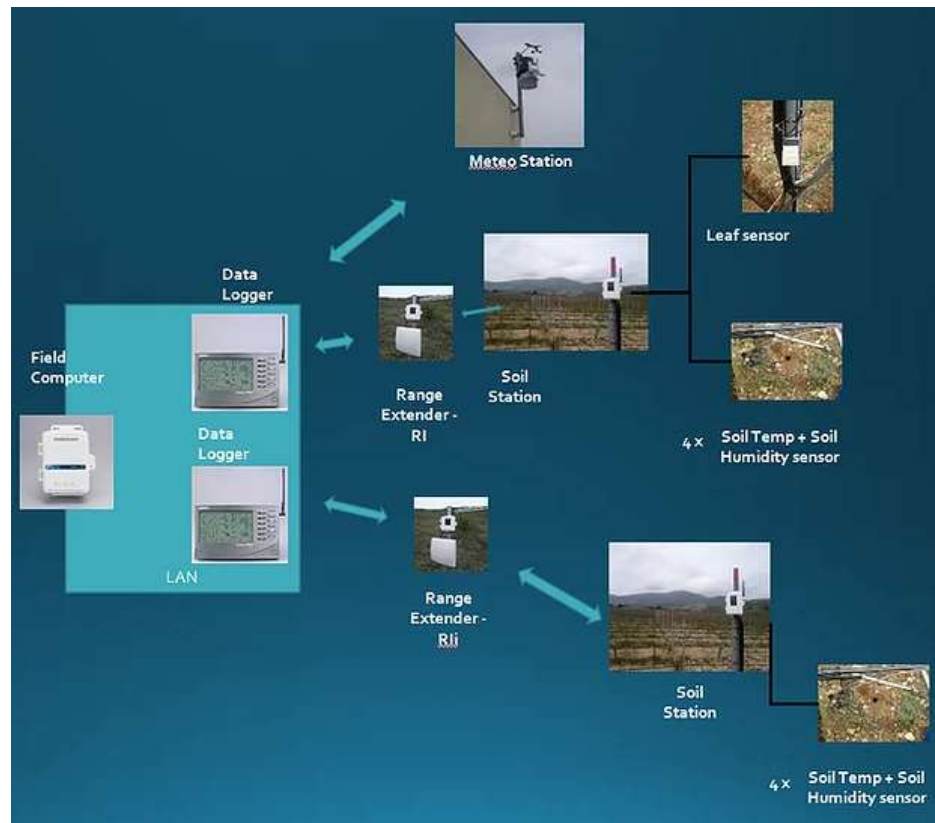 Meteo Station
Leaf sensor
Data
Logger
Field
Computer
Soil
Station
Range
Extender -
RI
Data
Logger
4 x Soil Temp + Soil
Humidity sensor
LAN
Range
Extender -
RIi
Soil
Station
4 x Soil Temp + Soil
Humidity sensor